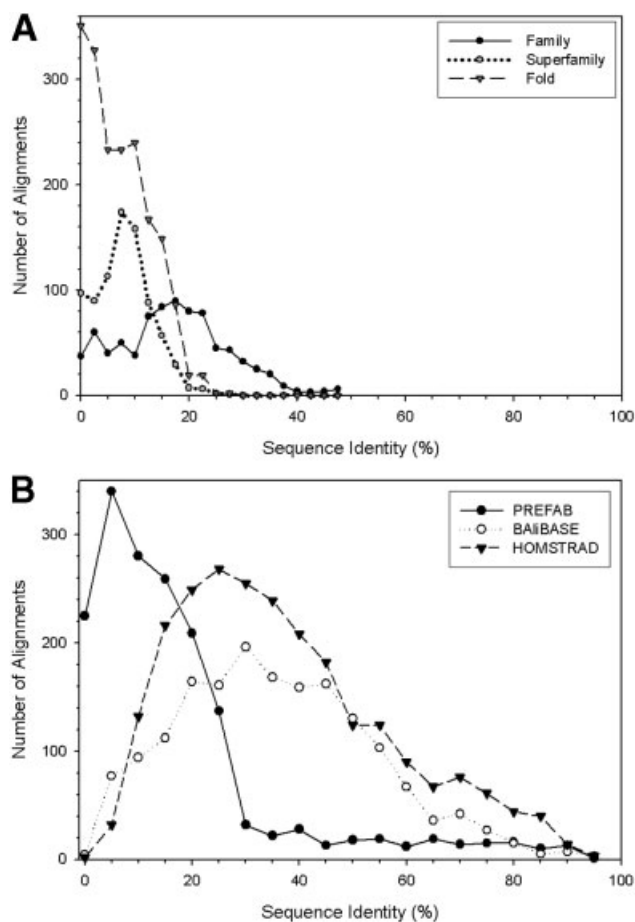 A
300
200
100
0
Number of Alignments
Family
Superfamily
Fold
0 20 40 60 80 100
Sequence Identity (%)
B
300
200
100
0
Number of Alignments
PREFAB
BAliBASE
HOMSTRAD
0 20 40 60 80 100
Sequence Identity (%)